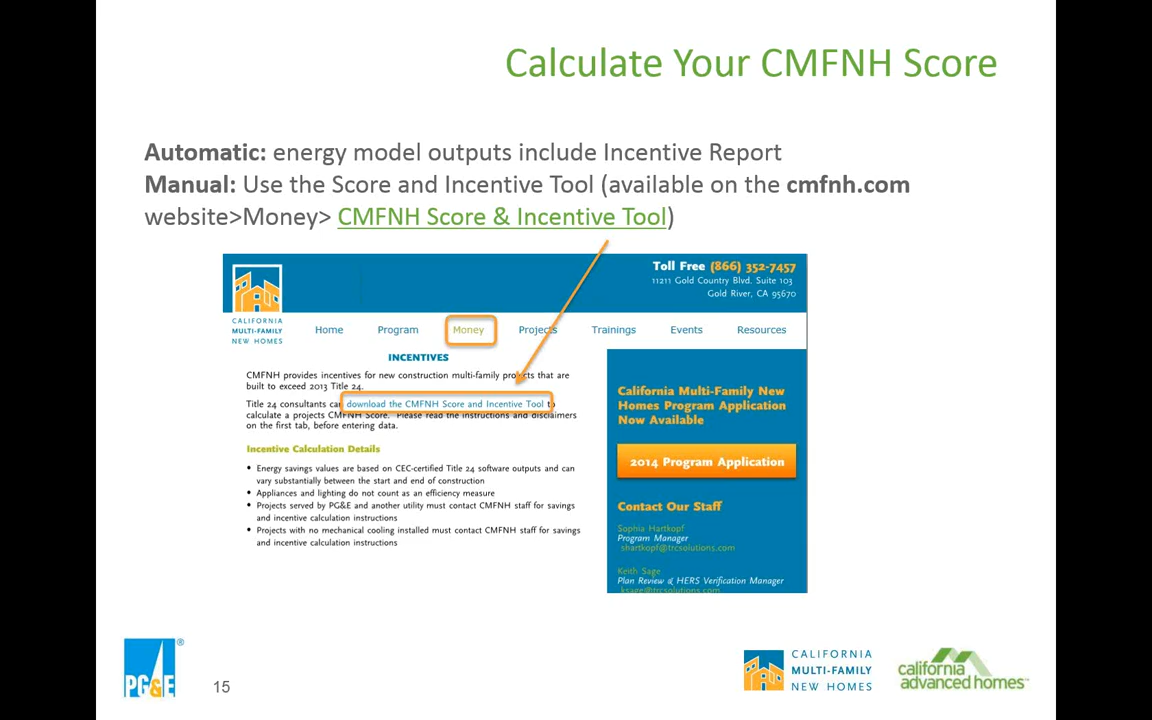 Calculate Your CMFNH Score
Automatic: energy model outputs include Incentive Report
Manual: Use the Score and Incentive Tool (available on the cmfnh.com
website>Money> CMFNH Score & Incentive Tool)
Toll Free (866) 352-7457
11211 Gold Country Blvd. Suite 103
Gold River, CA 95670
CALIFORNIA
MULTI-FAMILY
NEW HOMES
Home Program Money Projects Trainings Events Resources
INCENTIVES
CMFNH provides incentives for new construction multi-family projects that are
built to exceed 2013 Title 24.
Title 24 consultants can download the CMFNH Score and Incentive Tool to
calculate a projects CMFNH Score. Please read the instructions and disclaimers
on the first tab, before entering data.
Incentive Calculation Details
• Energy savings values are based on CEC-certified Title 24 software outputs and can
vary substantially between the start and end of construction
• Appliances and lighting do not count as an efficiency measure
• Projects served by PG&E and another utility must contact CMFNH staff for savings
and incentive calculation instructions
• Projects with no mechanical cooling installed must contact CMFNH staff for savings
and incentive calculation instructions
California Multi-Family New
Homes Program Application
Now Available
2014 Program Application
Contact Our Staff
Sophia Hartkopf
Program Manager
shartkopf@trcsolutions.com
Keith Sage
Plan Review & HERS Verification Manager
ksage@trcsolutions.com
PG&E ®
15
CALIFORNIA
MULTI-FAMILY
NEW HOMES
california
advanced homes™